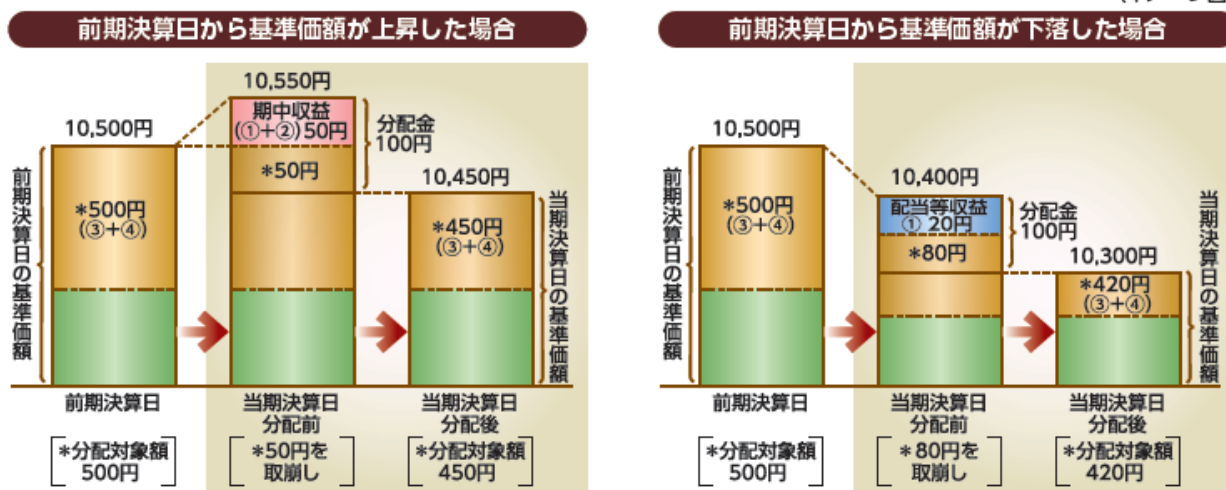 前期決算日から基準価額が上昇した場合
10,500円
10,550円
10,450円
期中収益
(①+②)50円
*50円
分配金
100円
*500円
(③+④)
*450円
(③+④)
前期決算日の基準価額
当期決算日の基準価額
前期決算日
当期決算日
分配前
当期決算日
分配後
*分配対象額
500円
*50円を
取崩し
*分配対象額
450円
前期決算日から基準価額が下落した場合
10,500円
10,400円
10,300円
配当等収益
① 20円
*80円
分配金
100円
*500円
(③+④)
*420円
(③+④)
前期決算日の基準価額
当期決算日の基準価額
前期決算日
当期決算日
分配前
当期決算日
分配後
*分配対象額
500円
*80円を
取崩し
*分配対象額
420円